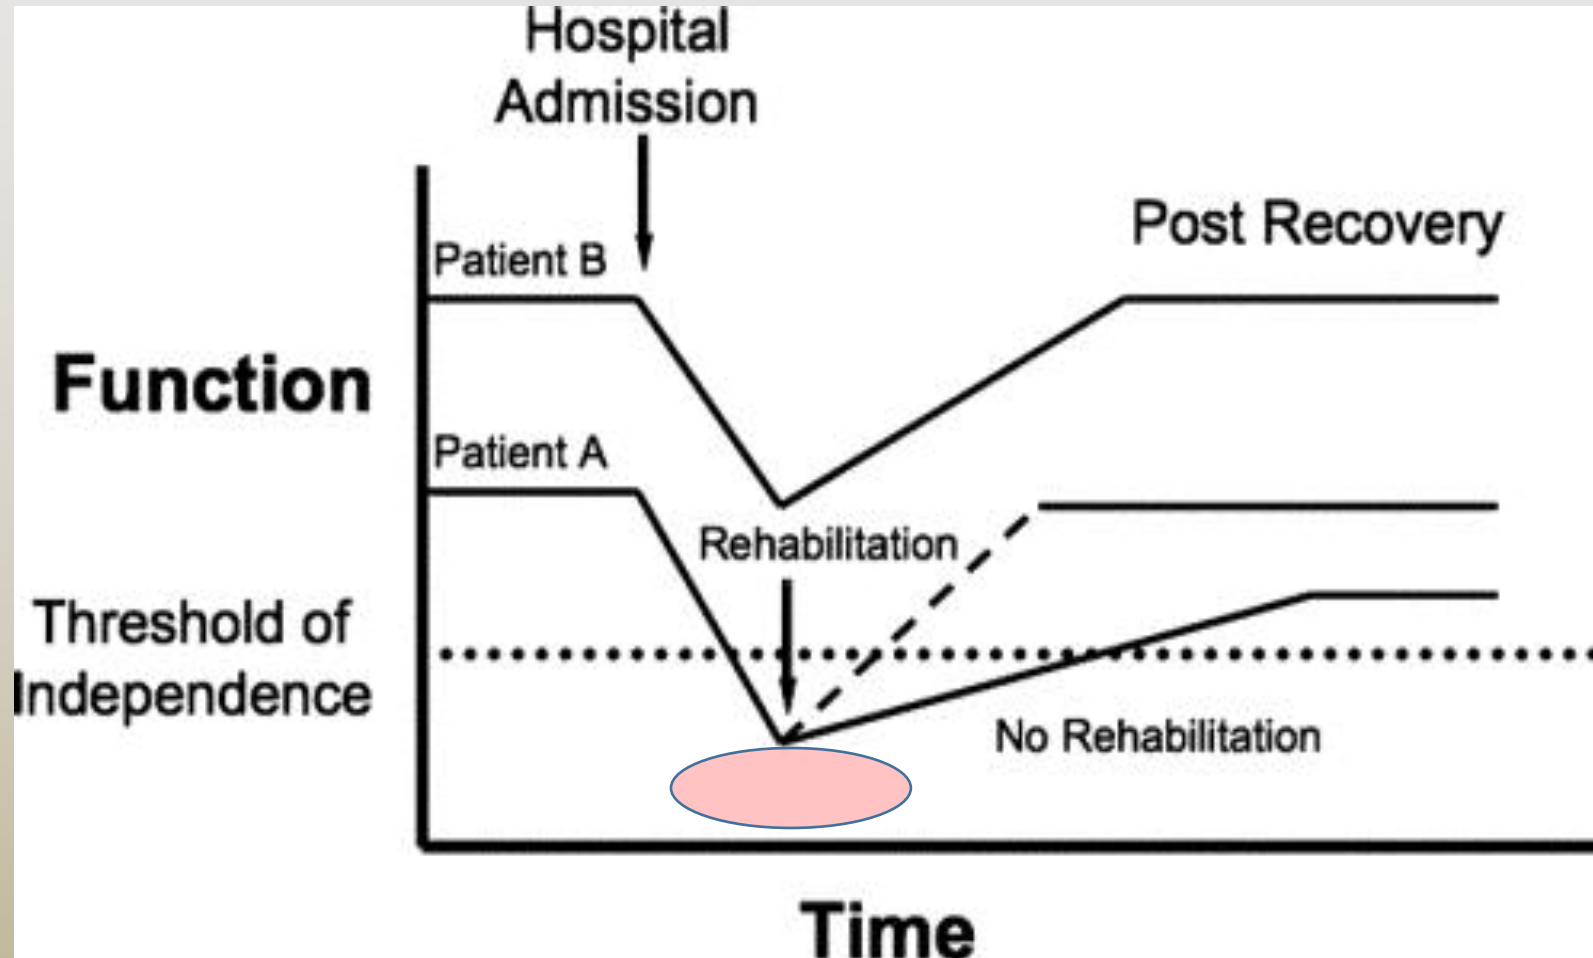 Hospital
Admission
Post Recovery
Patient B
Function
Patient A
Rehabilitation
Threshold of
Independence
No Rehabilitation
Time